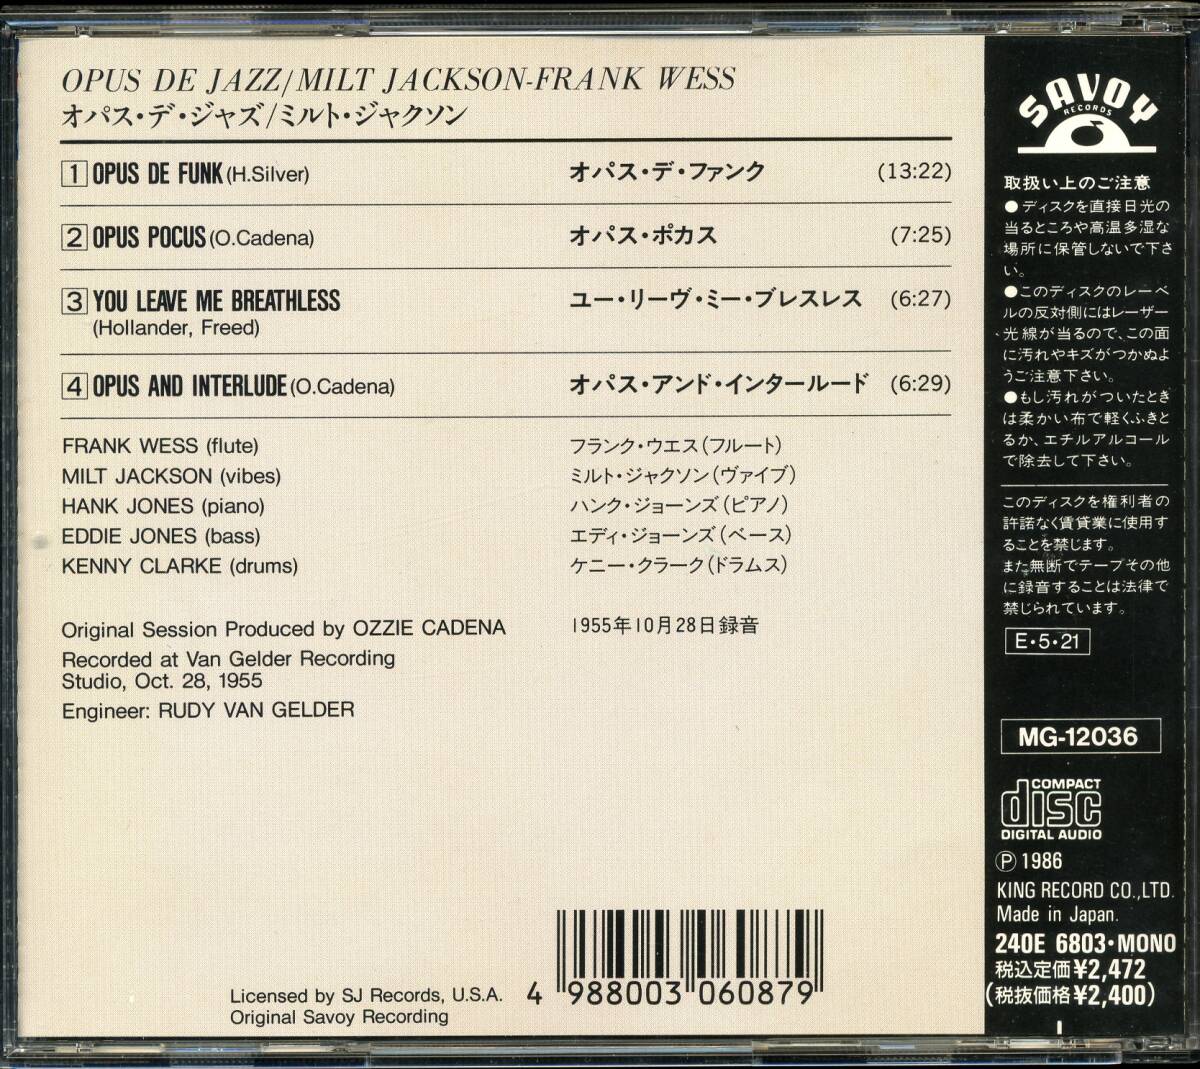 OPUS DE JAZZ/MILT JACKSON-FRANK WESS
オパス・デ・ジャズ/ミルト・ジャクソン
1 OPUS DE FUNK (H.Silver) オパス・デ・ファンク (13:22)
2 OPUS POCUS (O.Cadena) オパス・ポカス (7:25)
3 YOU LEAVE ME BREATHLESS ユー・リーヴ・ミー・ブレスレス (6:27)
(Hollander, Freed)
4 OPUS AND INTERLUDE (O.Cadena) オパス・アンド・インタールード (6:29)
FRANK WESS (flute) フランク・ウエス(フルート)
MILT JACKSON (vibes) ミルト・ジャクソン(ヴァイブ)
HANK JONES (piano) ハンク・ジョーンズ(ピアノ)
EDDIE JONES (bass) エディ・ジョーンズ(ベース)
KENNY CLARKE (drums) ケニー・クラーク(ドラムス)
Original Session Produced by OZZIE CADENA 1955年10月28日録音
Recorded at Van Gelder Recording
Studio, Oct. 28, 1955
Engineer: RUDY VAN GELDER
Licensed by SJ Records, U.S.A.
Original Savoy Recording
4 988003 060879
SAVOY
RECORDS
取扱い上のご注意
●ディスクを直接日光の
当るところや高温多湿な
場所に保管しないで下さ
い。
●このディスクのレーベ
ルの反対側にはレーザー
光線が当るので、この面
に汚れやキズがつかぬよ
うご注意下さい。
●もし汚れがついたとき
は柔かい布で軽くふきと
るか、エチルアルコール
で除去して下さい。
このディスクを権利者の
許諾なく賃貸業に使用す
ることを禁じます。
また無断でテープその他
に録音することは法律で
禁じられています。
E・5・21
MG-12036
COMPACT
disc
DIGITAL AUDIO
Ⓟ 1986
KING RECORD CO.,LTD.
Made in Japan.
240E 6803・MONO
税込定価¥2,472
(税抜価格¥2,400)